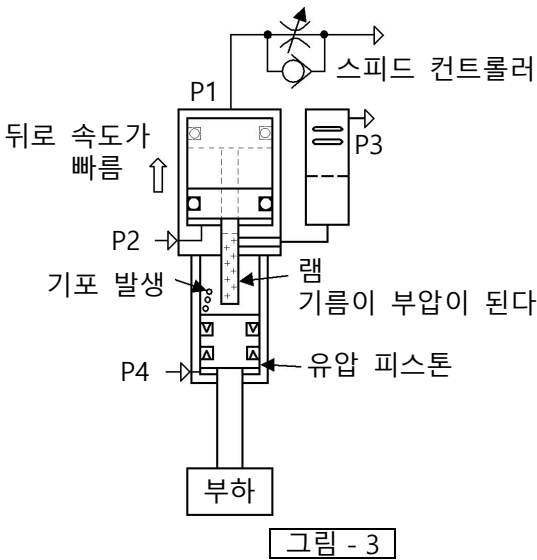 스피드 컨트롤러
P1
뒤로 속도가
빠름
P3
P2
기포 발생
램
기름이 부압이 된다
P4
유압 피스톤
부하
그림 - 3